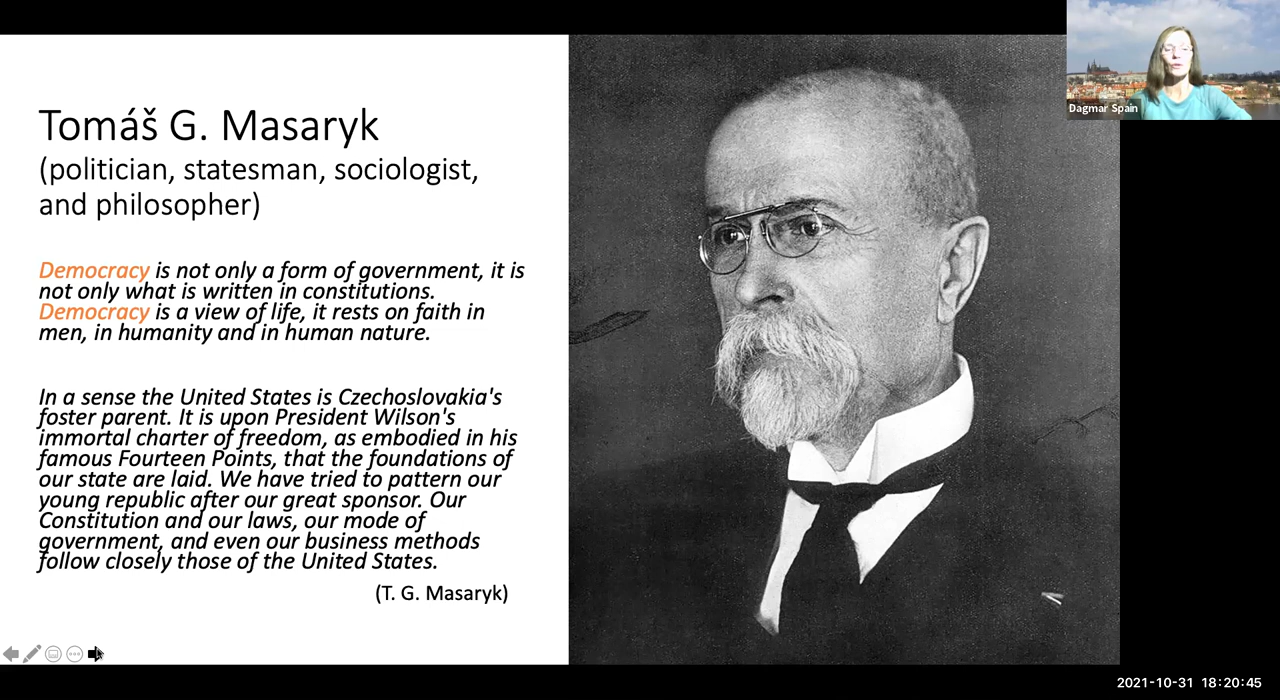 Tomáš G. Masaryk
(politician, statesman, sociologist,
and philosopher)
Democracy is not only a form of government, it is
not only what is written in constitutions.
Democracy is a view of life, it rests on faith in
men, in humanity and in human nature.
In a sense the United States is Czechoslovakia's
foster parent. It is upon President Wilson's
immortal charter of freedom, as embodied in his
famous Fourteen Points, that the foundations of
our state are laid. We have tried to pattern our
young republic after our great sponsor. Our
Constitution and our laws, our mode of
government, and even our business methods
follow closely those of the United States.
(T. G. Masaryk)
Dagmar Spain
2021-10-31 18:20:45